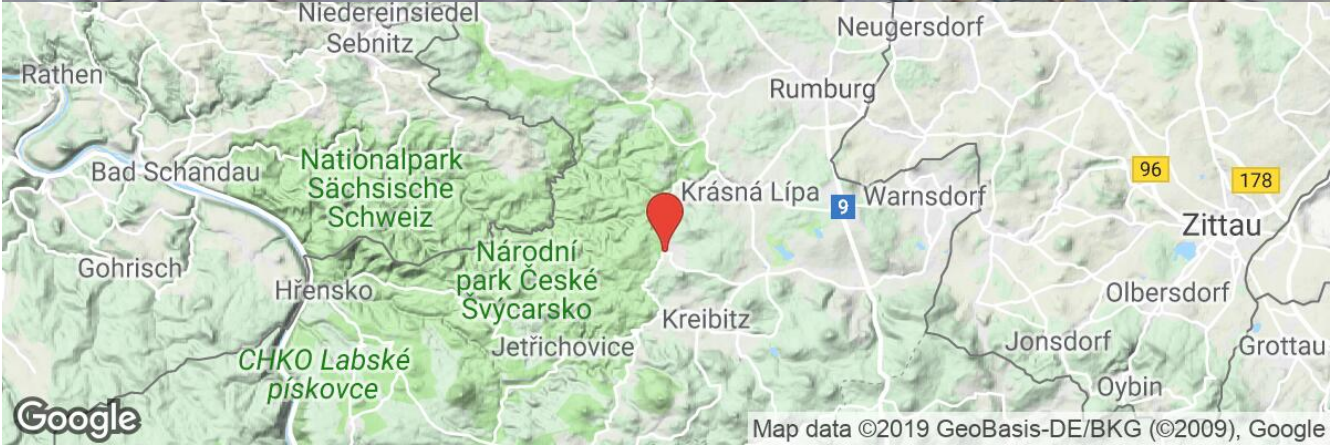 Niedereinsiedel
Neugersdorf
Sebnitz
Rathen
Rumburg
Bad Schandau
Nationalpark
Sächsische
Schweiz
96
178
Krásná Lípa
9
Warnsdorf
Zittau
Gohrisch
Národní
park České
Švýcarsko
Hřensko
Olbersdorf
Kreibitz
Jetřichovice
Jonsdorf
Grottau
CHKO Labské
pískovce
Oybin
Google
Map data ©2019 GeoBasis-DE/BKG (©2009), Google